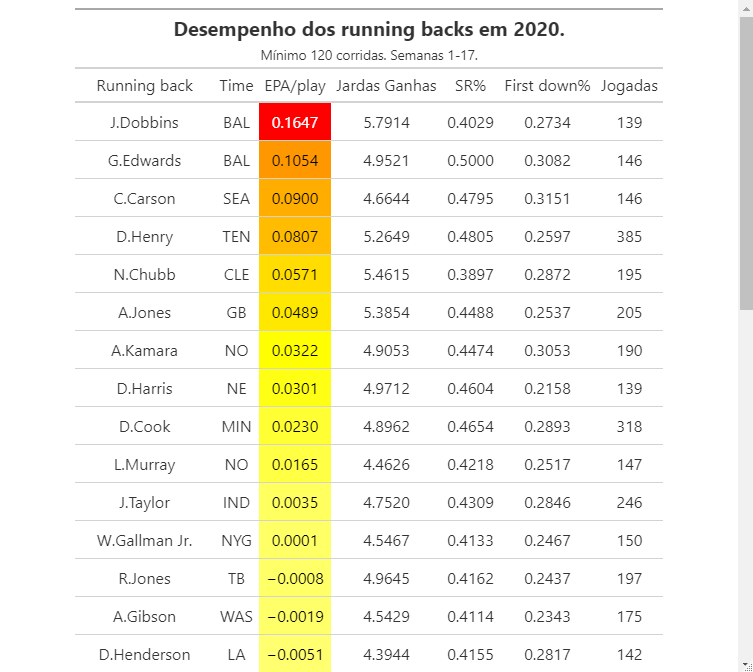 Desempenho dos running backs em 2020.
Mínimo 120 corridas. Semanas 1-17.
Running back Time EPA/play Jardas Ganhas SR% First down% Jogadas
J.Dobbins BAL 0.1647 5.7914 0.4029 0.2734 139
G.Edwards BAL 0.1054 4.9521 0.5000 0.3082 146
C.Carson SEA 0.0900 4.6644 0.4795 0.3151 146
D.Henry TEN 0.0807 5.2649 0.4805 0.2597 385
N.Chubb CLE 0.0571 5.4615 0.3897 0.2872 195
A.Jones GB 0.0489 5.3854 0.4488 0.2537 205
A.Kamara NO 0.0322 4.9053 0.4474 0.3053 190
D.Harris NE 0.0301 4.9712 0.4604 0.2158 139
D.Cook MIN 0.0230 4.8962 0.4654 0.2893 318
L.Murray NO 0.0165 4.4626 0.4218 0.2517 147
J.Taylor IND 0.0035 4.7520 0.4309 0.2846 246
W.Gallman Jr. NYG 0.0001 4.5467 0.4133 0.2467 150
R.Jones TB −0.0008 4.9645 0.4162 0.2437 197
A.Gibson WAS −0.0019 4.5429 0.4114 0.2343 175
D.Henderson LA −0.0051 4.3944 0.4155 0.2817 142